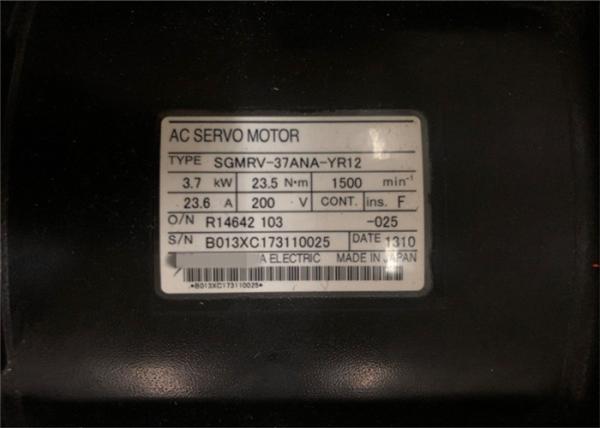 AC SERVO MOTOR
TYPE SGMRV-37ANA-YR12
3.7 kW 23.5 N·m 1500 min⁻¹
23.6 A 200 V CONT. ins. F
O/N R14642 103 -025
S/N B013XC173110025 DATE 1310
A ELECTRIC MADE IN JAPAN
*B013XC173110025*